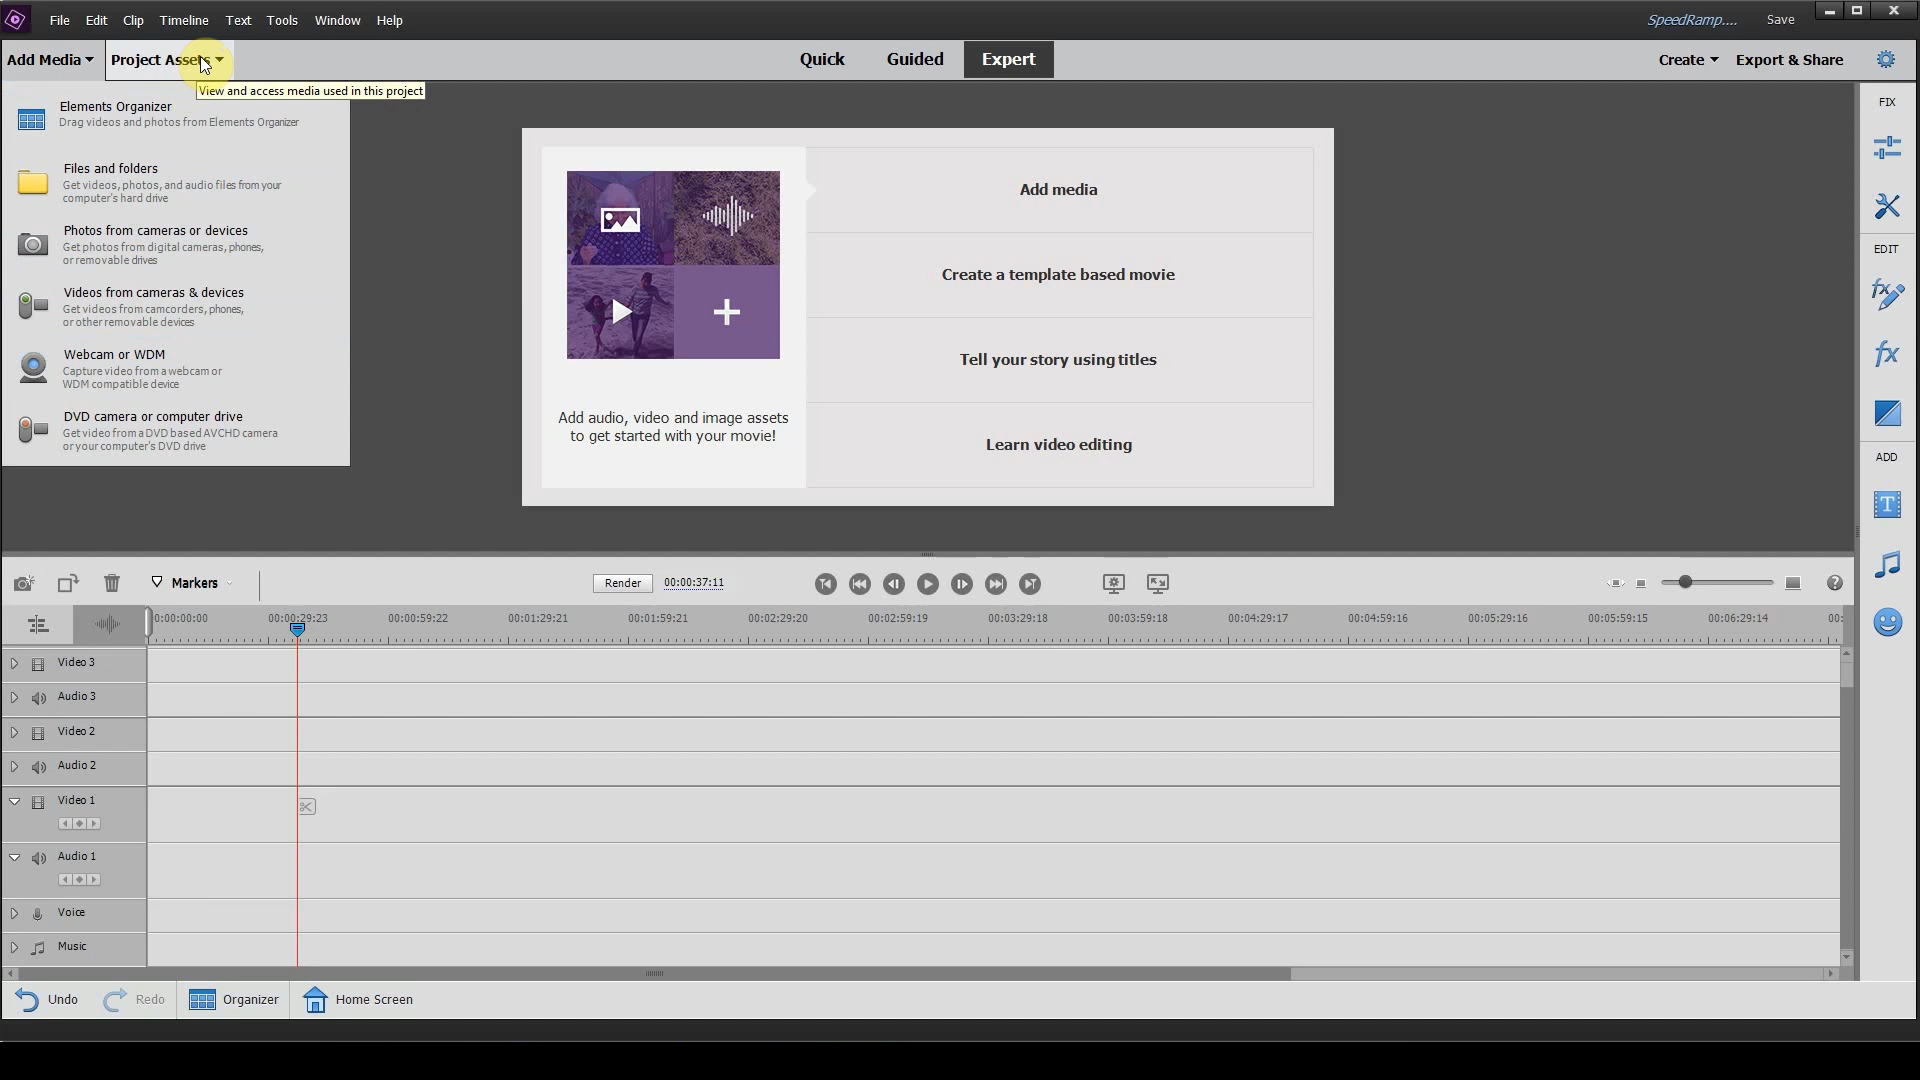 File Edit Clip Timeline Text Tools Window Help
SpeedRamp.... Save
Add Media Project Assets Quick Guided Expert Create Export & Share
View and access media used in this project
Elements Organizer
Drag videos and photos from Elements Organizer
Files and folders
Get videos, photos, and audio files from your
computer's hard drive
Photos from cameras or devices
Get photos from digital cameras, phones,
or removable drives
Videos from cameras & devices
Get videos from camcorders, phones,
or other removable devices
Webcam or WDM
Capture video from a webcam or
WDM compatible device
DVD camera or computer drive
Get video from a DVD based AVCHD camera
or your computer's DVD drive
Add audio, video and image assets
to get started with your movie!
Add media
Create a template based movie
Tell your story using titles
Learn video editing
FIX
EDIT
fx
fx
ADD
T
Markers Render 00:00:37:11 ?
0:00:00:00 00:00:29:23 00:00:59:22 00:01:29:21 00:01:59:21 00:02:29:20 00:02:59:19 00:03:29:18 00:03:59:18 00:04:29:17 00:04:59:16 00:05:29:16 00:05:59:15 00:06:29:14 00:
Video 3
Audio 3
Video 2
Audio 2
Video 1
Audio 1
Voice
Music
Undo Redo Organizer Home Screen